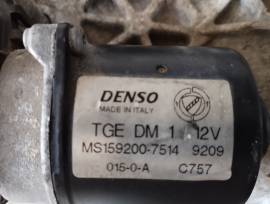 DENSO
MADE IN ITALY
TGE DM 1 12V
MS159200-7514 9209
015-0-A C757